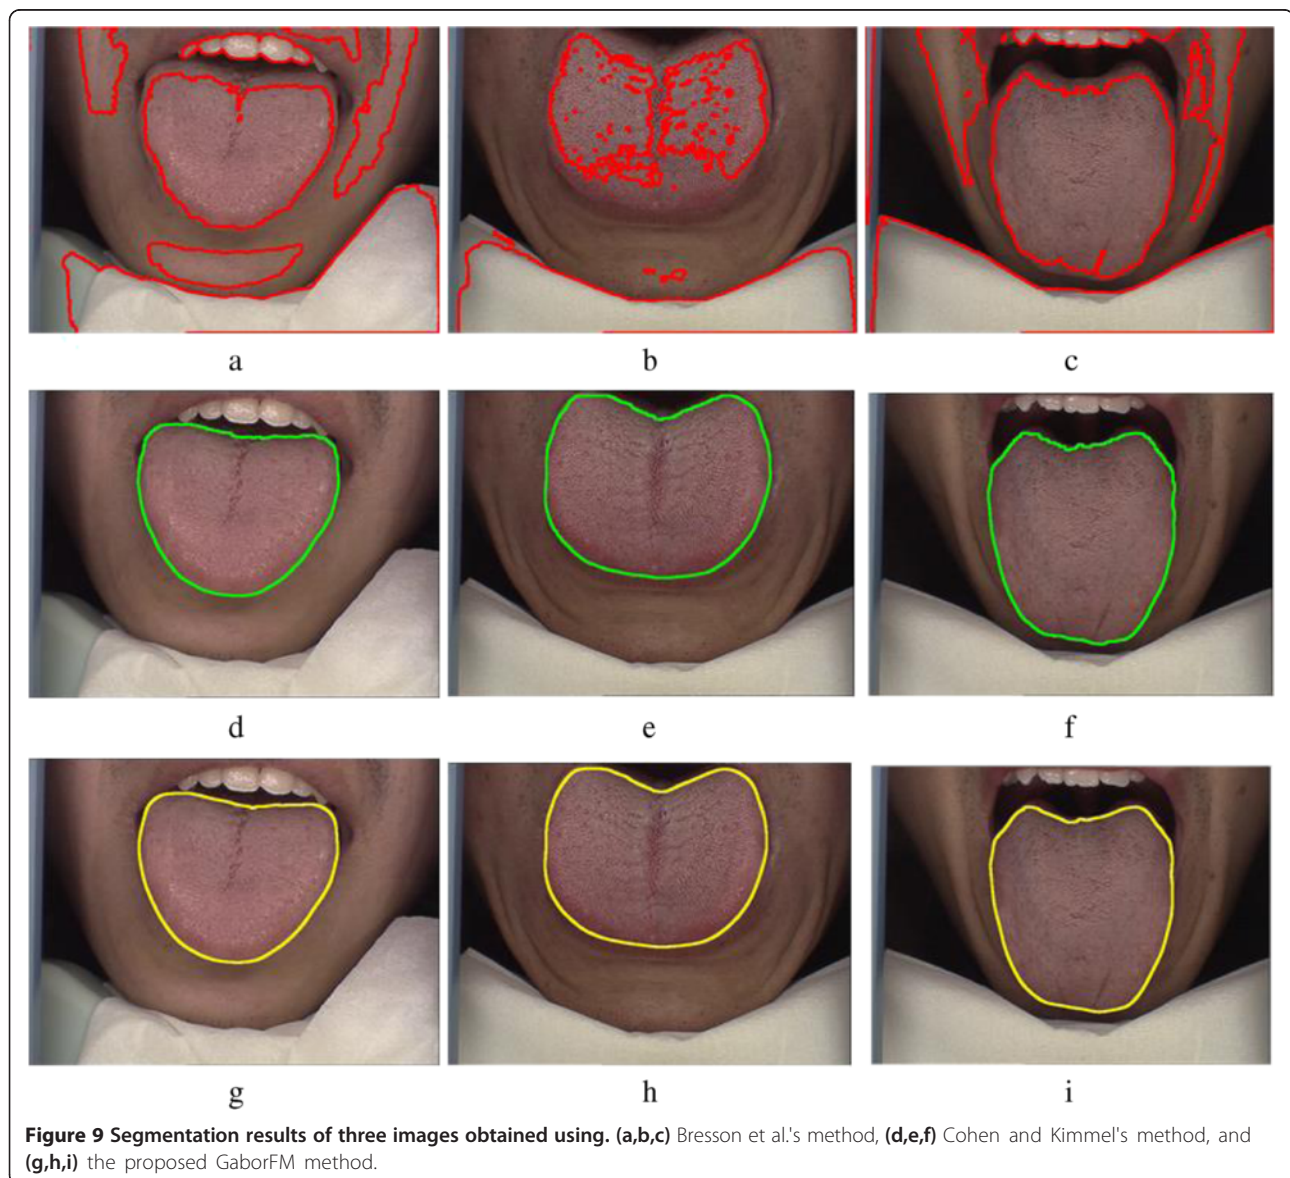 a
b
c
d
e
f
g
h
i
Figure 9 Segmentation results of three images obtained using. (a,b,c) Bresson et al.'s method, (d,e,f) Cohen and Kimmel's method, and
(g,h,i) the proposed GaborFM method.